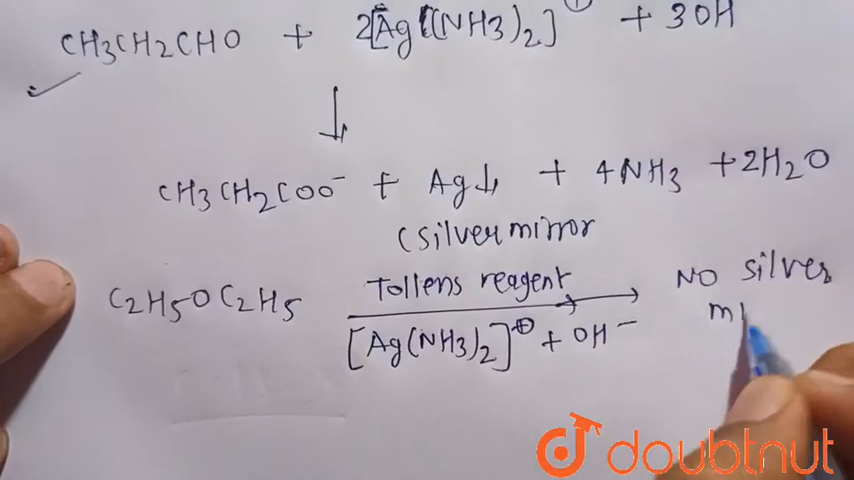 CH3CH2CHO + 2[Ag(NH3)2]⊕ + 3OH
CH3CH2COO⁻ + Ag↓ + 4NH3 + 2H2O
(silver mirror
C2H5OC2H5 Tollens reagent → NO silver
[Ag(NH3)2]⊕ + OH⁻ mi
doubtnut